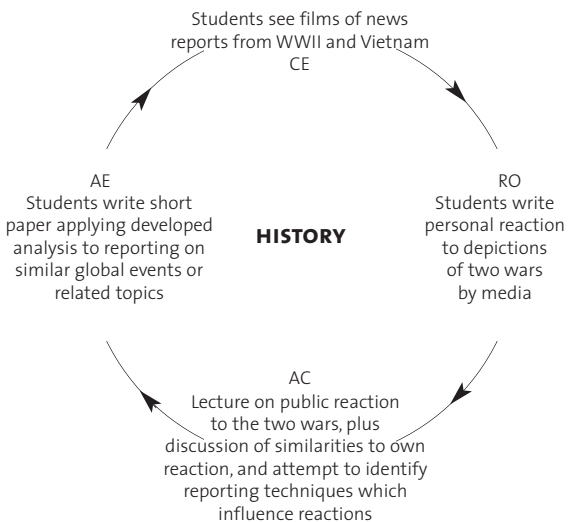 Students see films of news
reports from WWII and Vietnam
CE
RO
Students write
personal reaction
to depictions
of two wars
by media
AC
Lecture on public reaction
to the two wars, plus
discussion of similarities to own
reaction, and attempt to identify
reporting techniques which
influence reactions
AE
Students write short
paper applying developed
analysis to reporting on
similar global events or
related topics
HISTORY